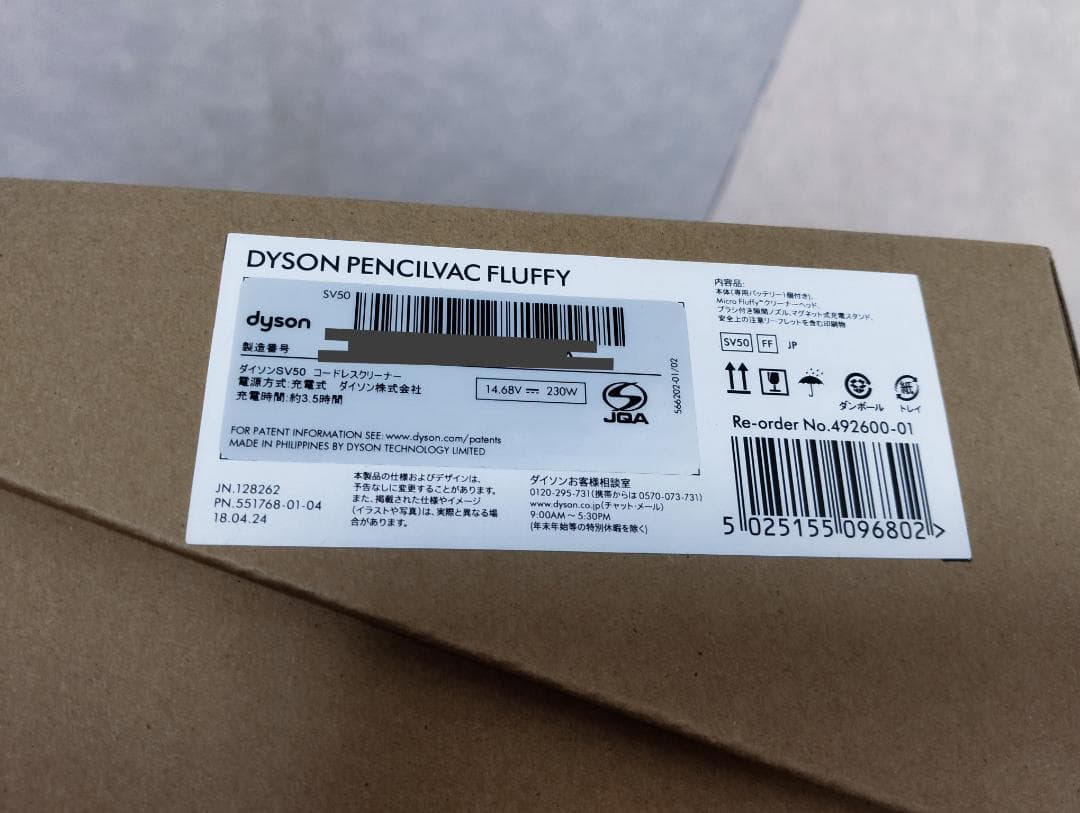 DYSON PENCILVAC FLUFFY
SV50
dyson
製造番号
ダイソンSV50 コードレスクリーナー
電源方式:充電式 ダイソン株式会社
充電時間:約3.5時間
14.68V ⎓ 230W
JQA
566202-01/02
FOR PATENT INFORMATION SEE: www.dyson.com/patents
MADE IN PHILIPPINES BY DYSON TECHNOLOGY LIMITED
JN.128262
PN.551768-01-04
18.04.24
本製品の仕様およびデザインは、
予告なしに変更することがあります。
また、掲載された仕様やイメージ
(イラストや写真)は、実際と異なる場
合があります。
ダイソンお客様相談室
0120-295-731(携帯からは0570-073-731)
www.dyson.co.jp(チャット・メール)
9:00AM ~ 5:30PM
(年末年始等の特別休暇を除く)
内容品:
本体(専用バッテリー1個付き)、
Micro Fluffy™クリーナーヘッド、
ブラシ付き隙間ノズル、マグネット式充電スタンド、
安全上の注意リーフレットを含む印刷物
SV50 FF JP
ダンボール
紙
トレイ
Re-order No.492600-01
5 025155 096802 >